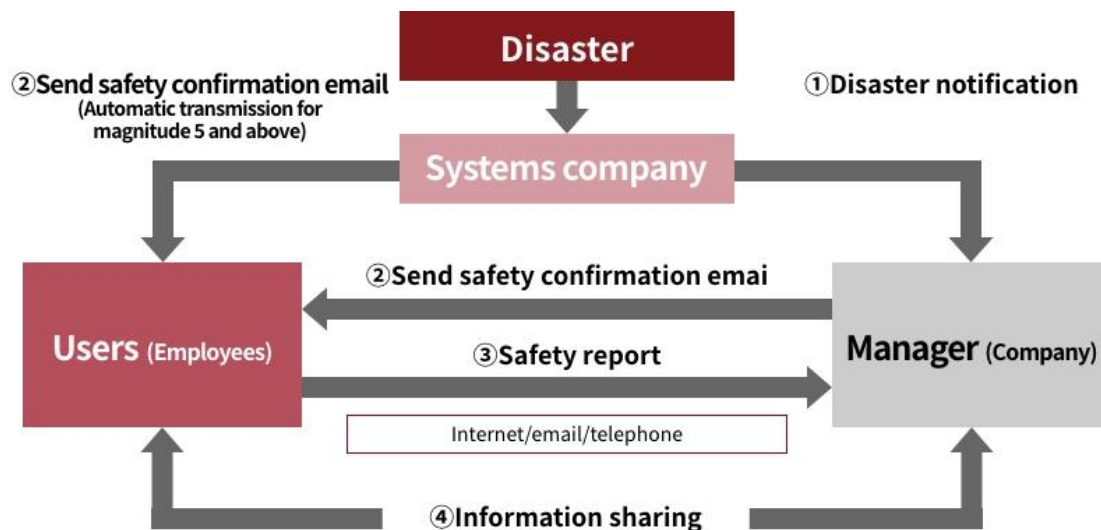 Disaster
②Send safety confirmation email
(Automatic transmission for
magnitude 5 and above)
①Disaster notification
Systems company
②Send safety confirmation emai
Users (Employees)
③Safety report
Manager (Company)
Internet/email/telephone
④Information sharing